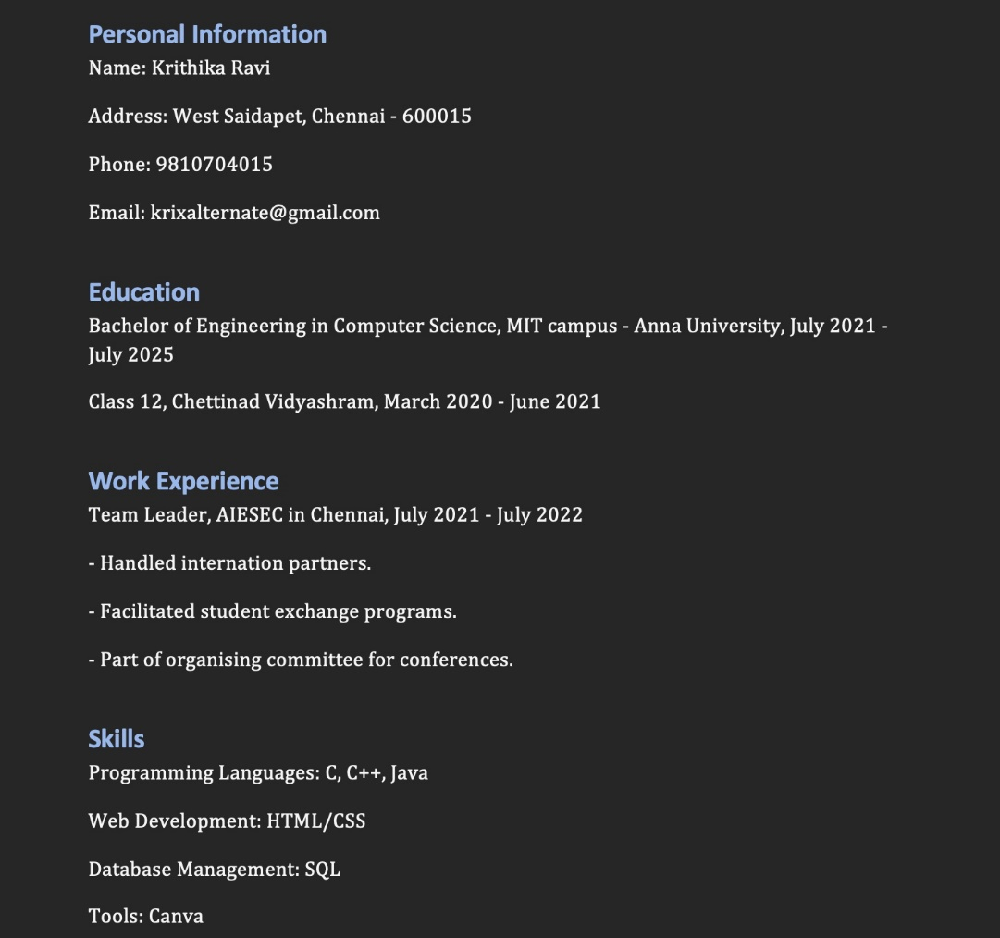 Personal Information
Name: Krithika Ravi
Address: West Saidapet, Chennai - 600015
Phone: 9810704015
Email: krixalternate@gmail.com
Education
Bachelor of Engineering in Computer Science, MIT campus - Anna University, July 2021 -
July 2025
Class 12, Chettinad Vidyashram, March 2020 - June 2021
Work Experience
Team Leader, AIESEC in Chennai, July 2021 - July 2022
- Handled internation partners.
- Facilitated student exchange programs.
- Part of organising committee for conferences.
Skills
Programming Languages: C, C++, Java
Web Development: HTML/CSS
Database Management: SQL
Tools: Canva